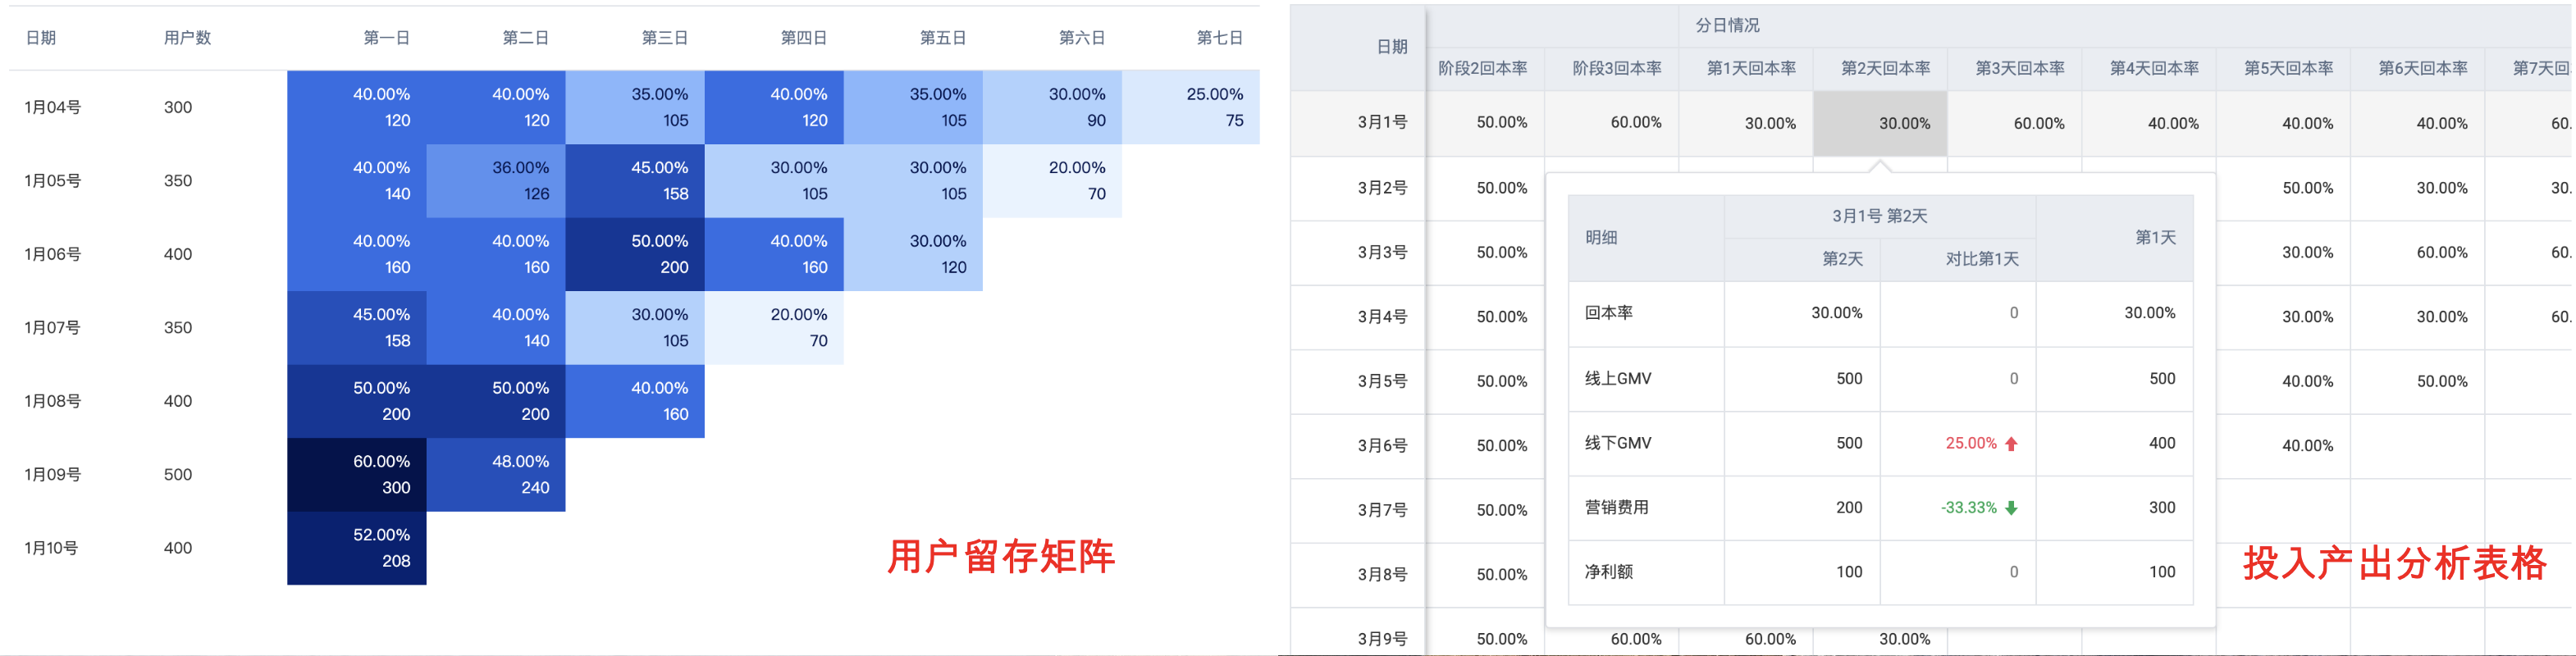 日期 用户数 第一日 第二日 第三日 第四日 第五日 第六日 第七日
1月04号 300 40.00% 40.00% 35.00% 40.00% 35.00% 30.00% 25.00%
120 120 105 120 105 90 75
1月05号 350 40.00% 36.00% 45.00% 30.00% 30.00% 20.00%
140 126 158 105 105 70
1月06号 400 40.00% 40.00% 50.00% 40.00% 30.00%
160 160 200 160 120
1月07号 350 45.00% 40.00% 30.00% 20.00%
158 140 105 70
1月08号 400 50.00% 50.00% 40.00%
200 200 160
1月09号 500 60.00% 48.00%
300 240
1月10号 400 52.00%
208
用户留存矩阵
日期 分日情况
阶段2回本率 阶段3回本率 第1天回本率 第2天回本率 第3天回本率 第4天回本率 第5天回本率 第6天回本率 第7天回
3月1号 50.00% 60.00% 30.00% 30.00% 60.00% 40.00% 40.00% 40.00% 60.
3月2号 50.00% 50.00% 30.00% 30.
3月3号 50.00% 30.00% 60.00% 60.
3月4号 50.00% 30.00% 30.00% 60.
3月5号 50.00% 40.00% 50.00%
3月6号 50.00% 40.00%
3月7号 50.00%
3月8号 50.00%
3月9号 50.00% 60.00% 60.00% 30.00%
明细 3月1号 第2天 第1天
第2天 对比第1天
回本率 30.00% 0 30.00%
线上GMV 500 0 500
线下GMV 500 25.00% 400
营销费用 200 -33.33% 300
净利额 100 0 100
投入产出分析表格